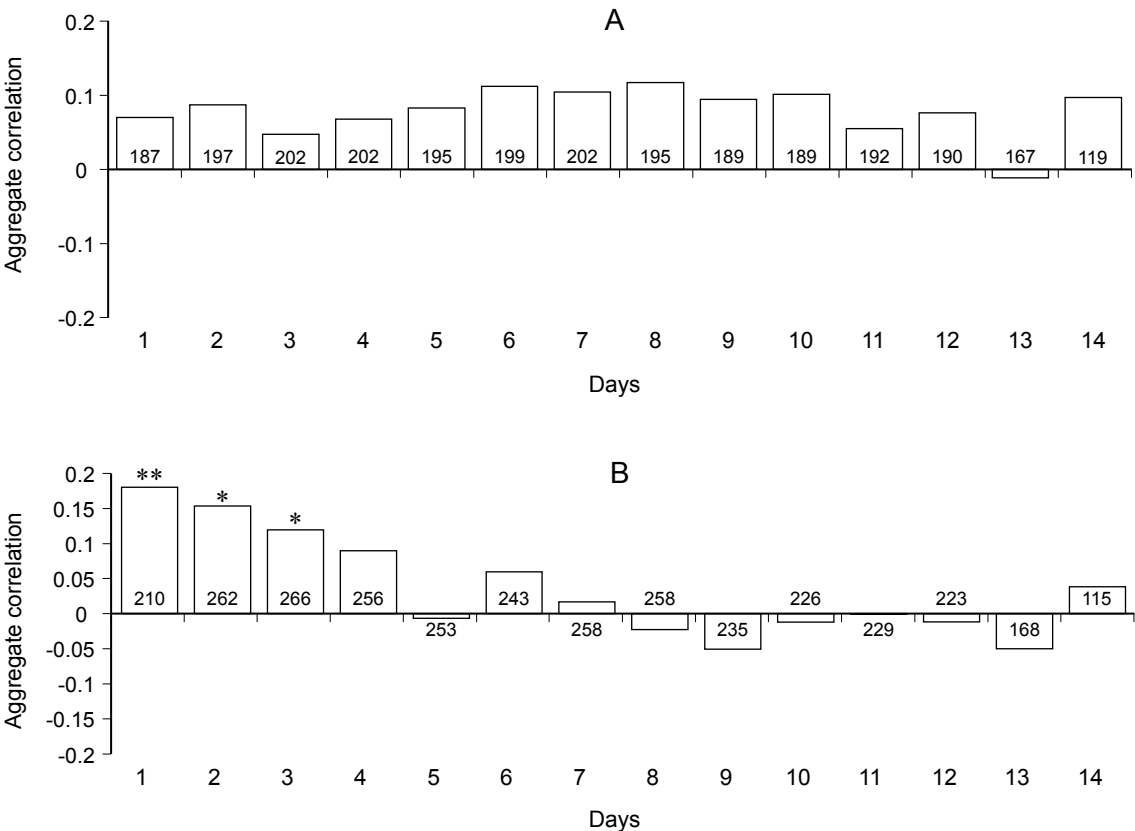 A
Aggregate correlation
0.2
0.1
0
-0.1
-0.2
187 197 202 202 195 199 202 195 189 189 192 190 167 119
1 2 3 4 5 6 7 8 9 10 11 12 13 14
Days
B
Aggregate correlation
0.2
0.15
0.1
0.05
0
-0.05
-0.1
-0.15
-0.2
** * *
210 262 266 256 243 258 226 223 115
253 258 235 229 168
1 2 3 4 5 6 7 8 9 10 11 12 13 14
Days